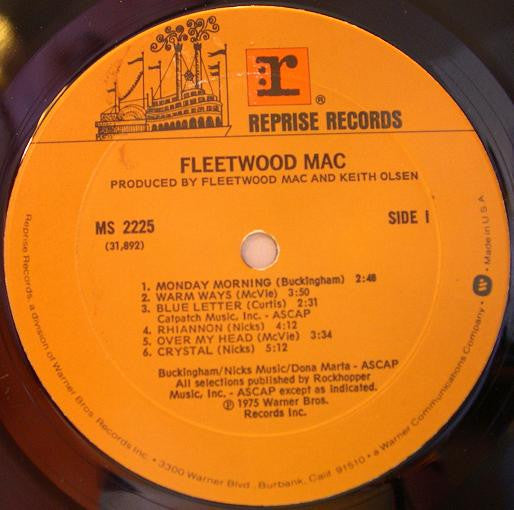 r ®
REPRISE RECORDS
FLEETWOOD MAC
PRODUCED BY FLEETWOOD MAC AND KEITH OLSEN
MS 2225 SIDE I
(31,892)
1. MONDAY MORNING (Buckingham) 2:48
2. WARM WAYS (McVie) 3:50
3. BLUE LETTER (Curtis) 2:31
Catpatch Music, Inc. - ASCAP
4. RHIANNON (Nicks) 4:12
5. OVER MY HEAD (McVie) 3:34
6. CRYSTAL (Nicks) 5:12
Buckingham/Nicks Music/Dona Marta - ASCAP
All selections published by Rockhopper
Music, Inc. - ASCAP except as indicated.
℗ 1975 Warner Bros.
Records Inc.
Reprise Records, a division of Warner Bros. Records Inc. • 3300 Warner Blvd., Burbank, Calif. 91510 • a Warner Communications Company. • W • Made in U.S.A.